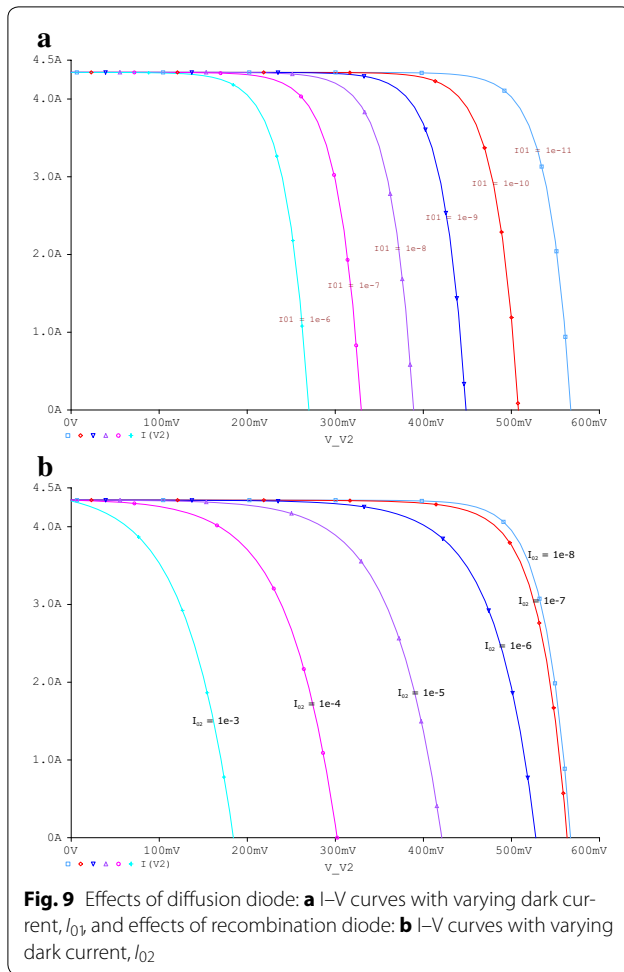 a
4.5A
4.0A
3.0A
2.0A
1.0A
0A
I01 = 1e-11
I01 = 1e-10
I01 = 1e-9
I01 = 1e-8
I01 = 1e-7
I01 = 1e-6
0V 100mV 200mV 300mV 400mV 500mV 600mV
I(V2)
V_V2
b
4.5A
4.0A
3.0A
2.0A
1.0A
0A
I₀₂ = 1e-8
I₀₂ = 1e-7
I₀₂ = 1e-6
I₀₂ = 1e-5
I₀₂ = 1e-4
I₀₂ = 1e-3
0V 100mV 200mV 300mV 400mV 500mV 600mV
I(V2)
V_V2
Fig. 9 Effects of diffusion diode: a I–V curves with varying dark cur-
rent, I₀₁, and effects of recombination diode: b I–V curves with varying
dark current, I₀₂